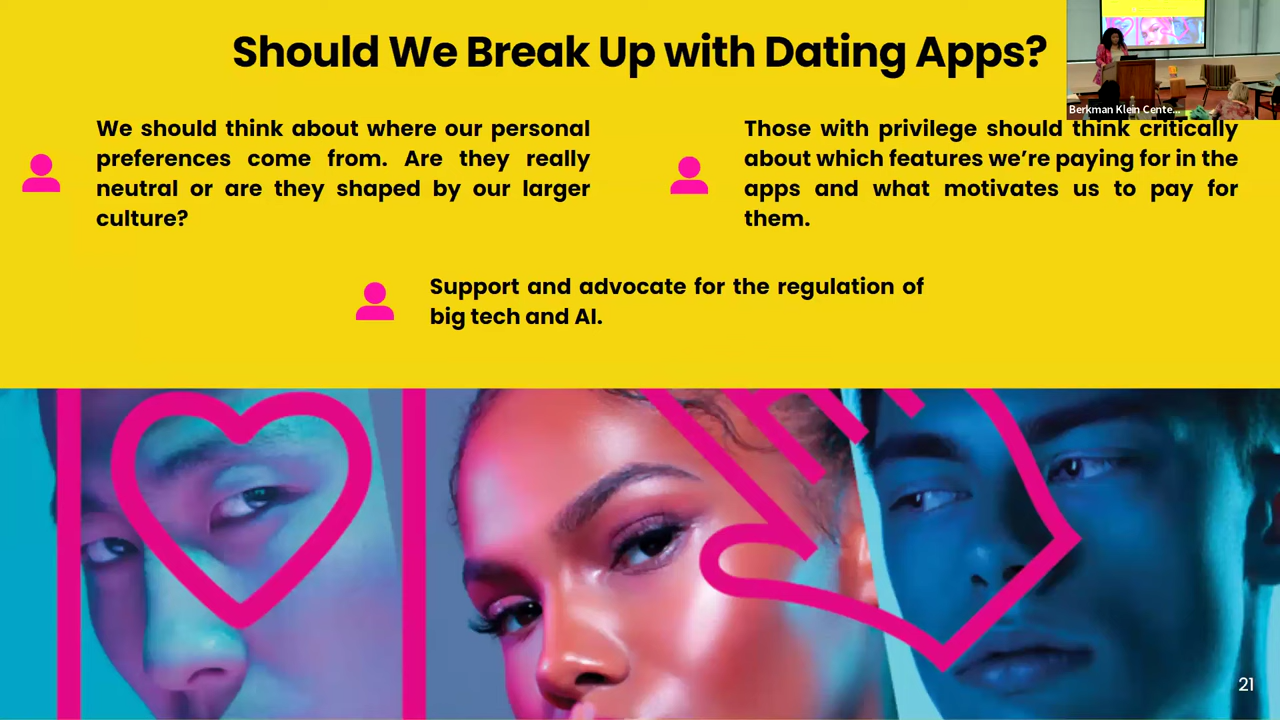 Should We Break Up with Dating Apps?
Berkman Klein Cente...
We should think about where our personal
preferences come from. Are they really
neutral or are they shaped by our larger
culture?
Those with privilege should think critically
about which features we're paying for in the
apps and what motivates us to pay for
them.
Support and advocate for the regulation of
big tech and AI.
21